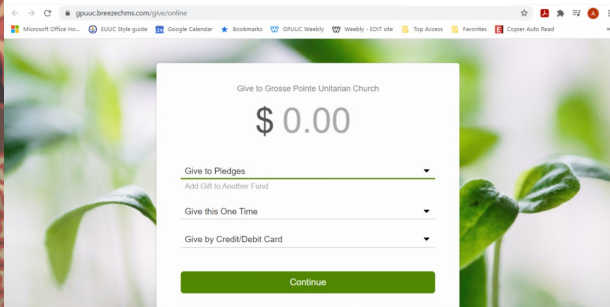 gpuuc.breezechms.com/give/online
Microsoft Office Ho... EUUC Style guide Google Calendar Bookmarks GPUUC Weebly Weebly - EDIT site Top Access Favorites Copier Auto Read
Give to Grosse Pointe Unitarian Church
$ 0.00
Give to Pledges
Add Gift to Another Fund
Give this One Time
Give by Credit/Debit Card
Continue